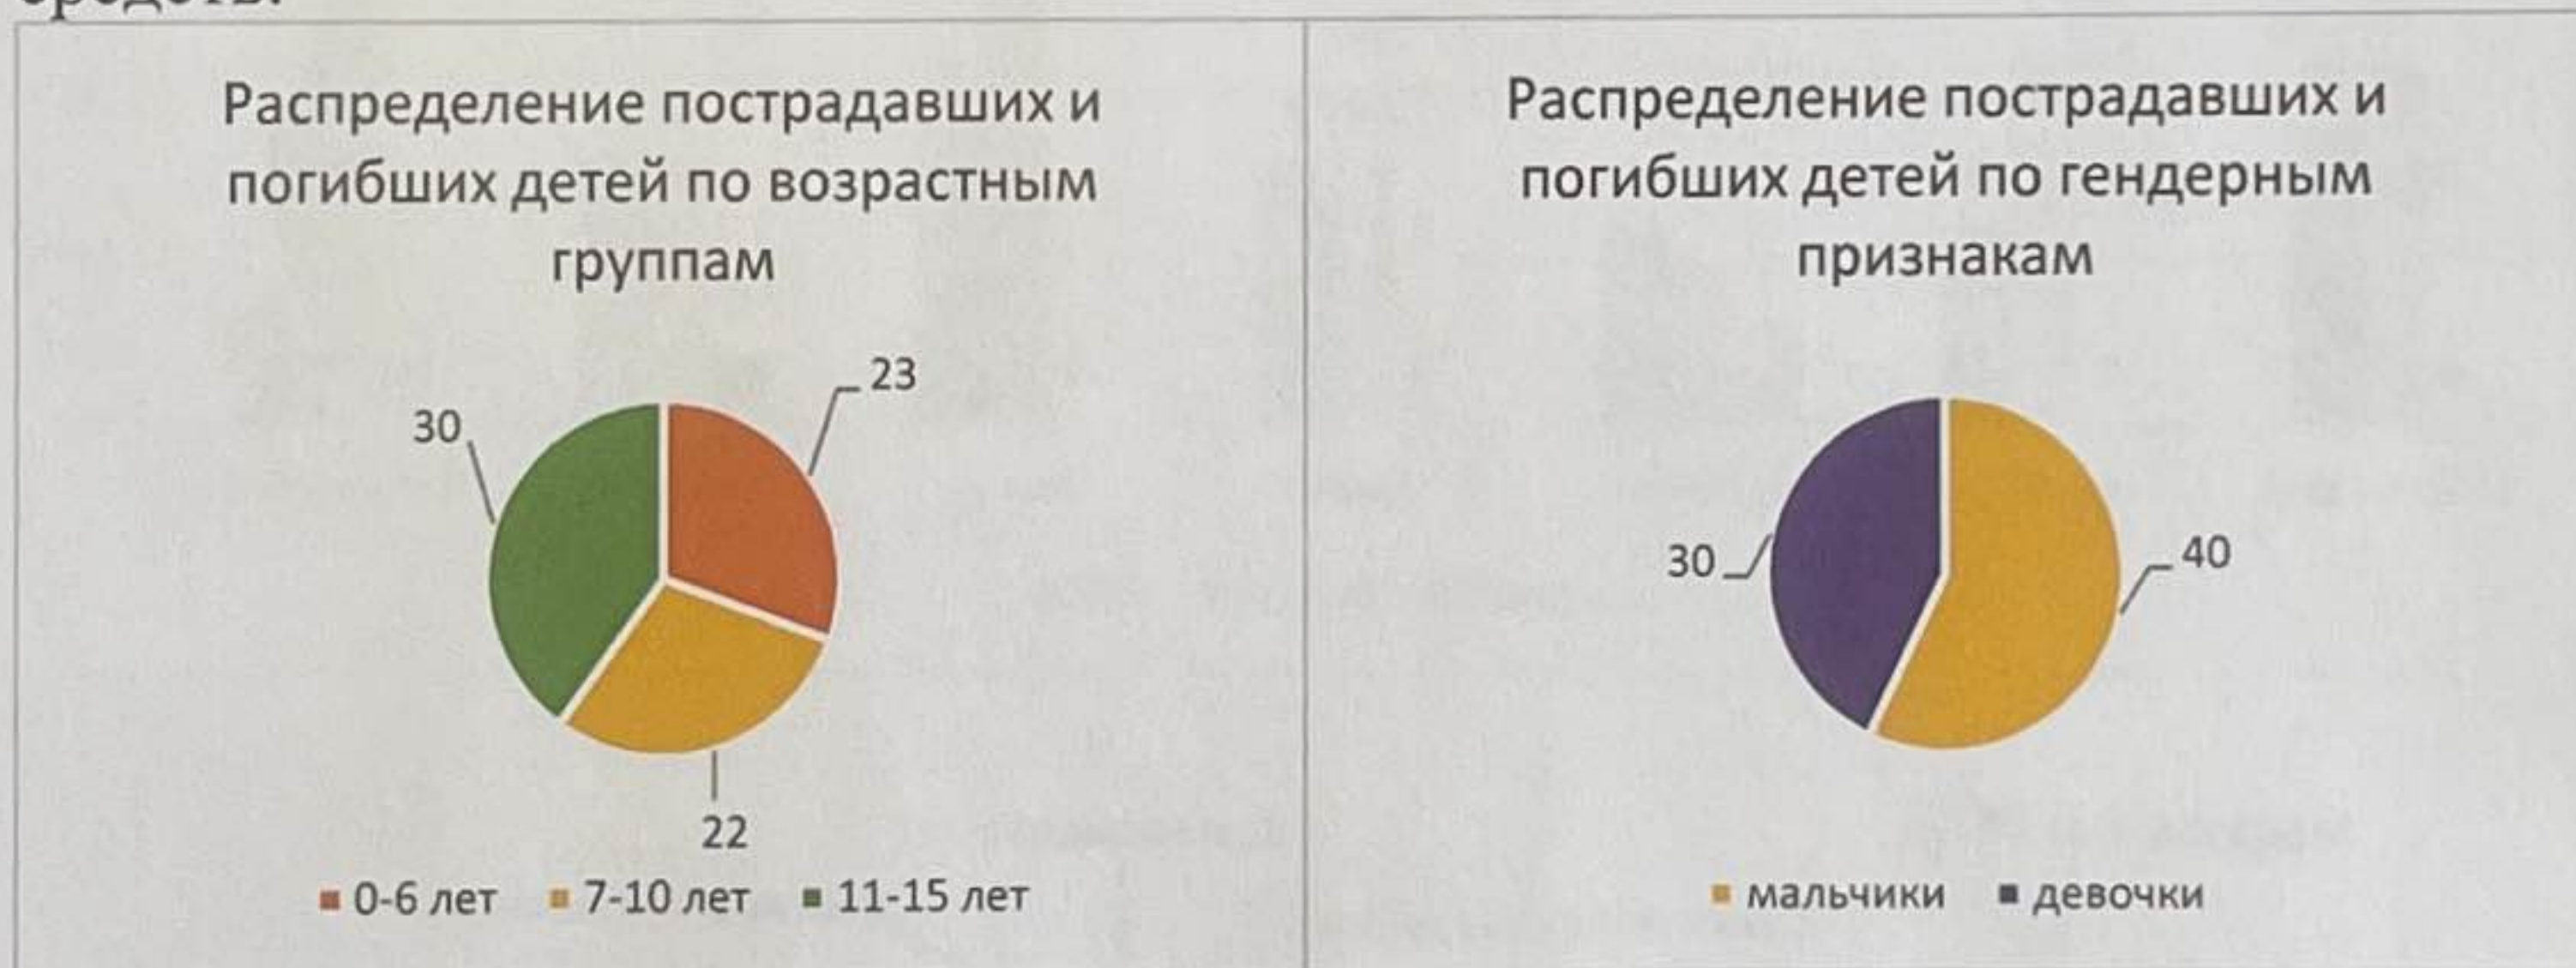 Распределение пострадавших и
погибших детей по возрастным
группам
23
30
22
0-6 лет 7-10 лет 11-15 лет
Распределение пострадавших и
погибших детей по гендерным
признакам
30
40
мальчики девочки